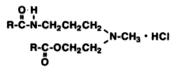 O H
R-C-N-CH₂CH₂CH₂
N-CH₃ · HCl
R-C-OCH₂CH₂
O